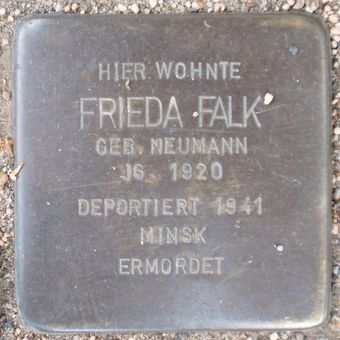 HIER WOHNTE
FRIEDA FALK
GEB. NEUMANN
JG. 1920
DEPORTIERT 1941
MINSK
ERMORDET